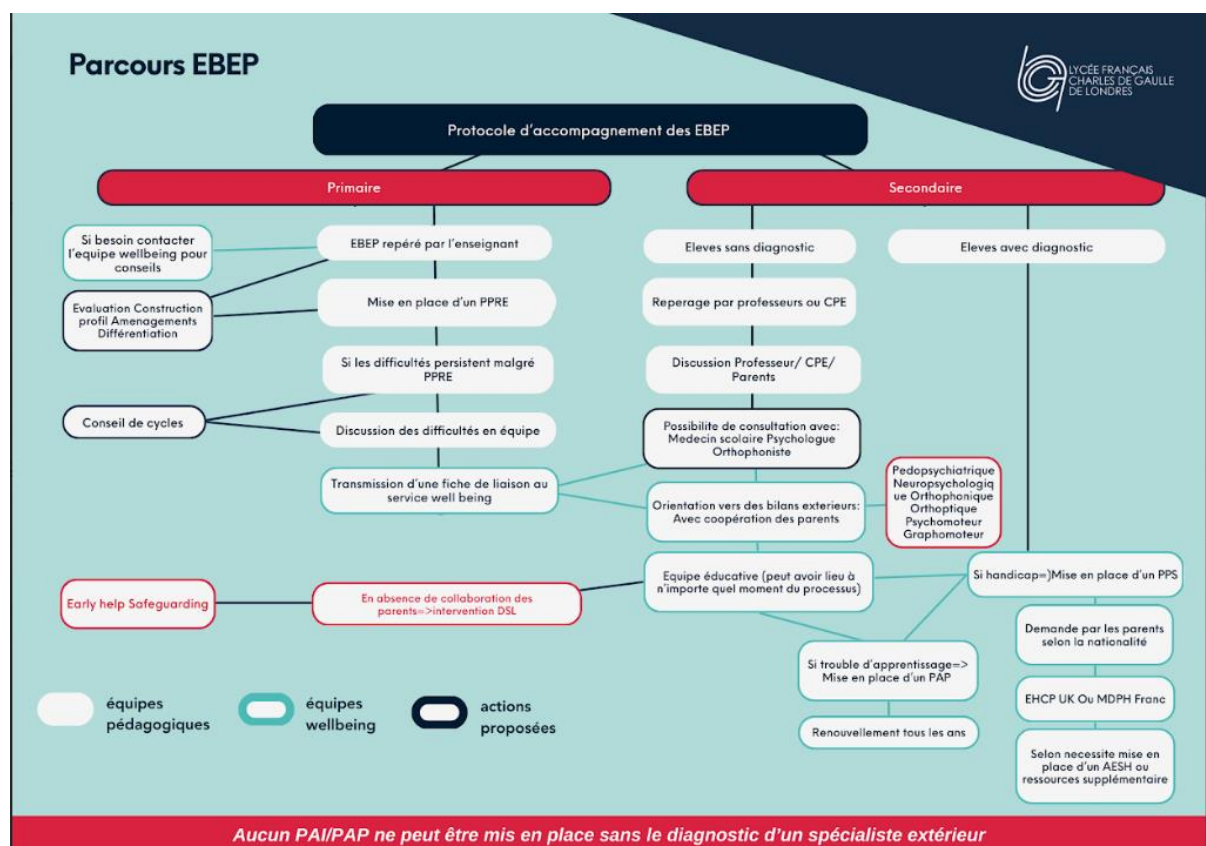 Parcours EBEP
LYCÉE FRANÇAIS
CHARLES DE GAULLE
DE LONDRES
Protocole d'accompagnement des EBEP
Primaire
Secondaire
Si besoin contacter
l'equipe wellbeing pour
conseils
EBEP repéré par l'enseignant
Eleves sans diagnostic
Eleves avec diagnostic
Evaluation Construction
profil Amenagements
Différentiation
Mise en place d'un PPRE
Reperage par professeurs ou CPE
Si les difficultés persistent malgré
PPRE
Discussion Professeur/ CPE/
Parents
Conseil de cycles
Discussion des difficultés en équipe
Possibilite de consultation avec:
Medecin scolaire Psychologue
Orthophoniste
Transmission d'une fiche de liaison au
service well being
Orientation vers des bilans exterieurs:
Avec coopération des parents
Pedopsychiatrique
Neuropsychologiq
ue Orthophonique
Orthoptique
Psychomoteur
Graphomoteur
Early help Safeguarding
En absence de collaboration des
parents=>intervention DSL
Equipe éducative (peut avoir lieu à
n'importe quel moment du processus)
Si handicap=)Mise en place d'un PPS
Demande par les parents
selon la nationalité
Si trouble d'apprentissage=>
Mise en place d'un PAP
EHCP UK Ou MDPH Franc
Renouvellement tous les ans
Selon necessite mise en
place d'un AESH ou
ressources supplémentaire
équipes
pédagogiques
équipes
wellbeing
actions
proposées
Aucun PAI/PAP ne peut être mis en place sans le diagnostic d'un spécialiste extérieur